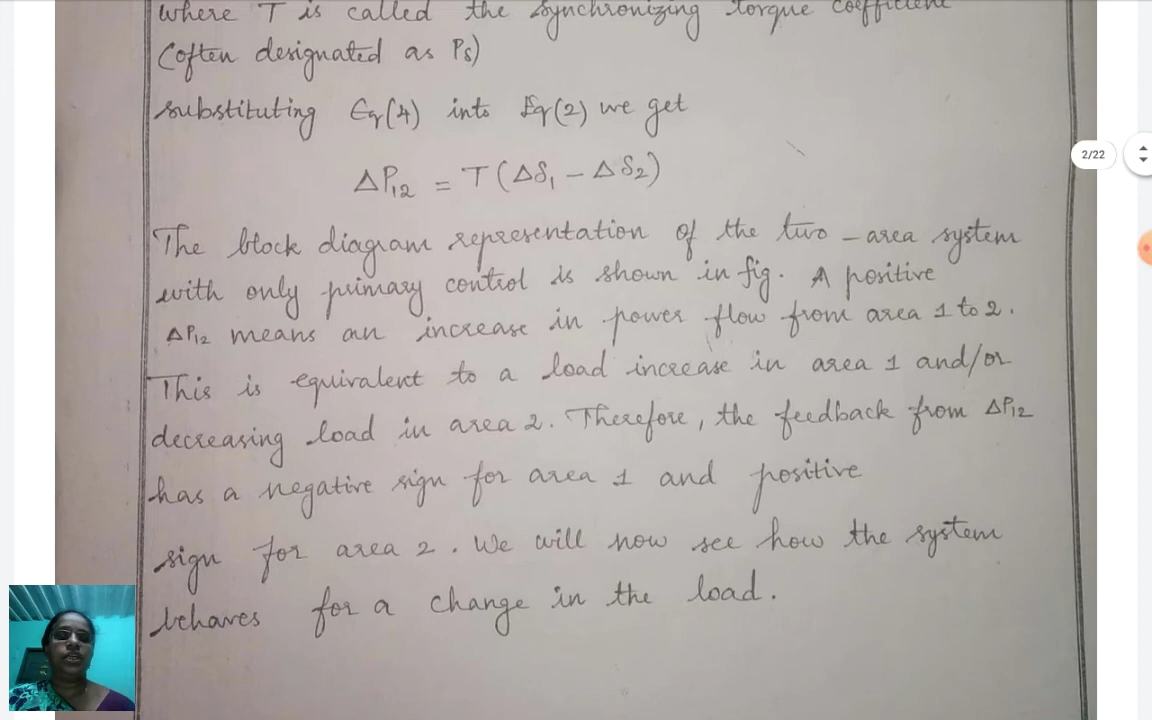 where T is called the synchronizing torque coefficient
(often designated as Ps)
substituting Eq(4) into Eq(2) we get
ΔP12 = T (Δδ1 − Δδ2)
The block diagram representation of the two - area system
with only primary control is shown in fig. A positive
ΔP12 means an increase in power flow from area 1 to 2.
This is equivalent to a load increase in area 1 and/or
decreasing load in area 2. Therefore, the feedback from ΔP12
has a negative sign for area 1 and positive
sign for area 2. We will now see how the system
behaves for a change in the load.
2/22